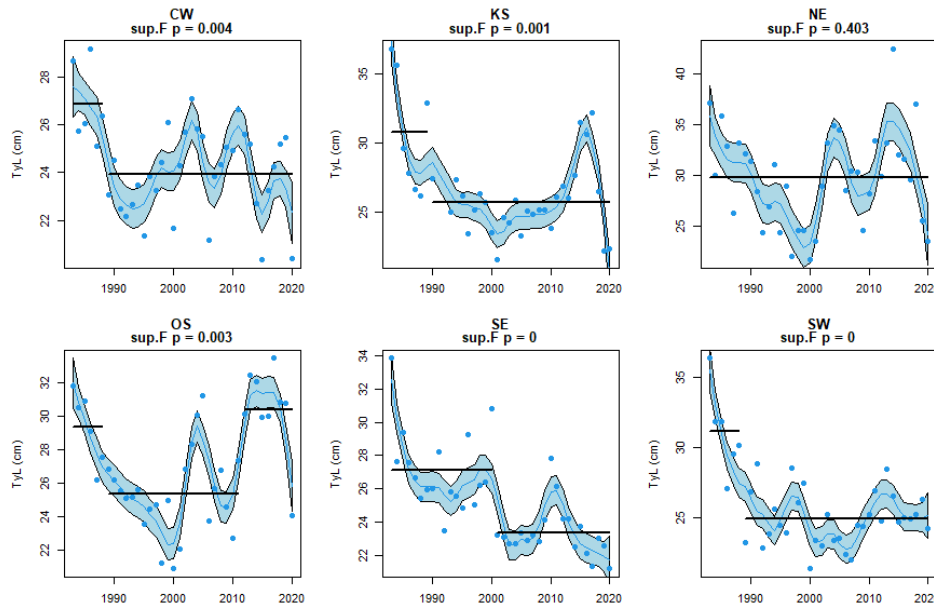 CW
sup.F p = 0.004
TyL (cm)
28
26
24
22
1990
2000
2010
2020
KS
sup.F p = 0.001
TyL (cm)
35
30
25
1990
2000
2010
2020
NE
sup.F p = 0.403
TyL (cm)
40
35
30
25
1990
2000
2010
2020
OS
sup.F p = 0.003
TyL (cm)
32
30
28
26
24
22
1990
2000
2010
2020
SE
sup.F p = 0
TyL (cm)
34
32
30
28
26
24
22
1990
2000
2010
2020
SW
sup.F p = 0
TyL (cm)
35
30
25
1990
2000
2010
2020